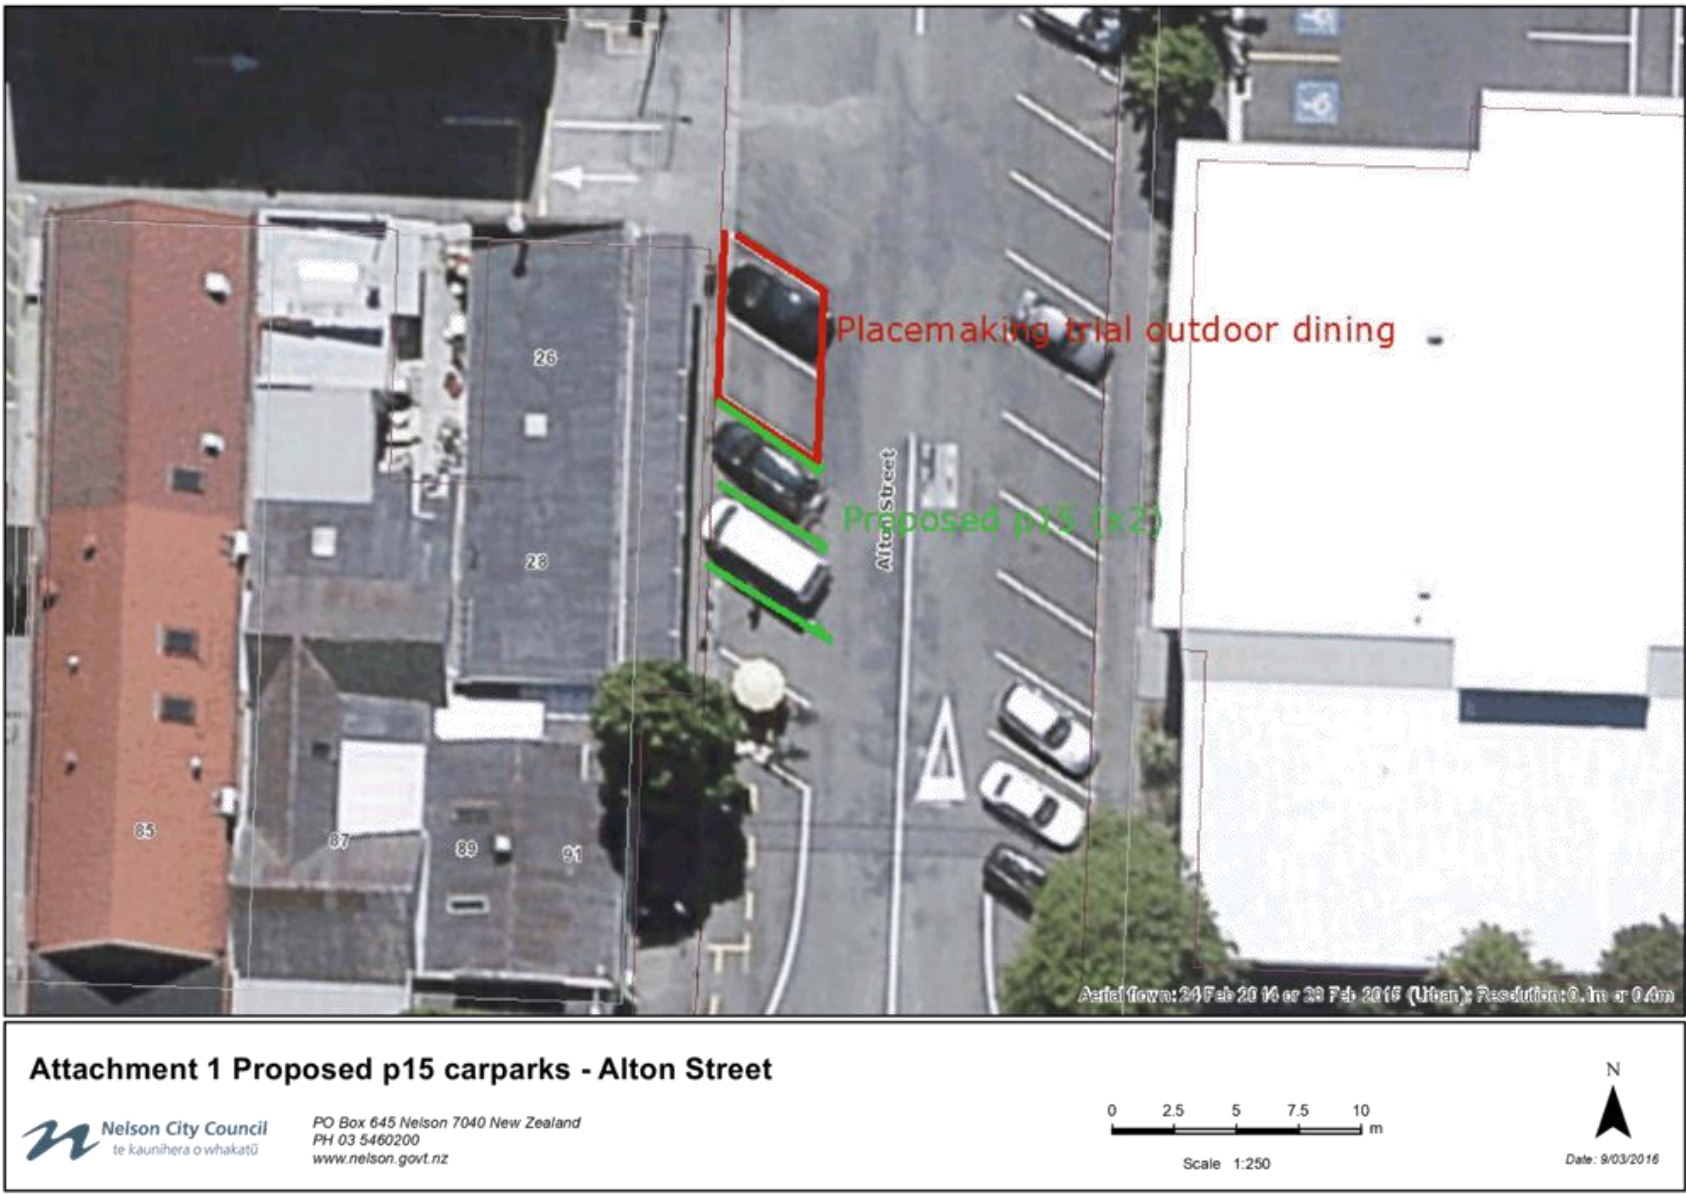 26
Placemaking trial outdoor dining
Alton Street
Proposed p15 (x2)
28
85
87
89
91
Aerial flown: 24 Feb 2014 or 28 Feb 2015 (Urban); Resolution: 0.1m or 0.4m
Attachment 1 Proposed p15 carparks - Alton Street
Nelson City Council
te kaunihera o whakatū
PO Box 645 Nelson 7040 New Zealand
PH 03 5460200
www.nelson.govt.nz
0 2.5 5 7.5 10
m
Scale 1:250
N
Date: 9/03/2016